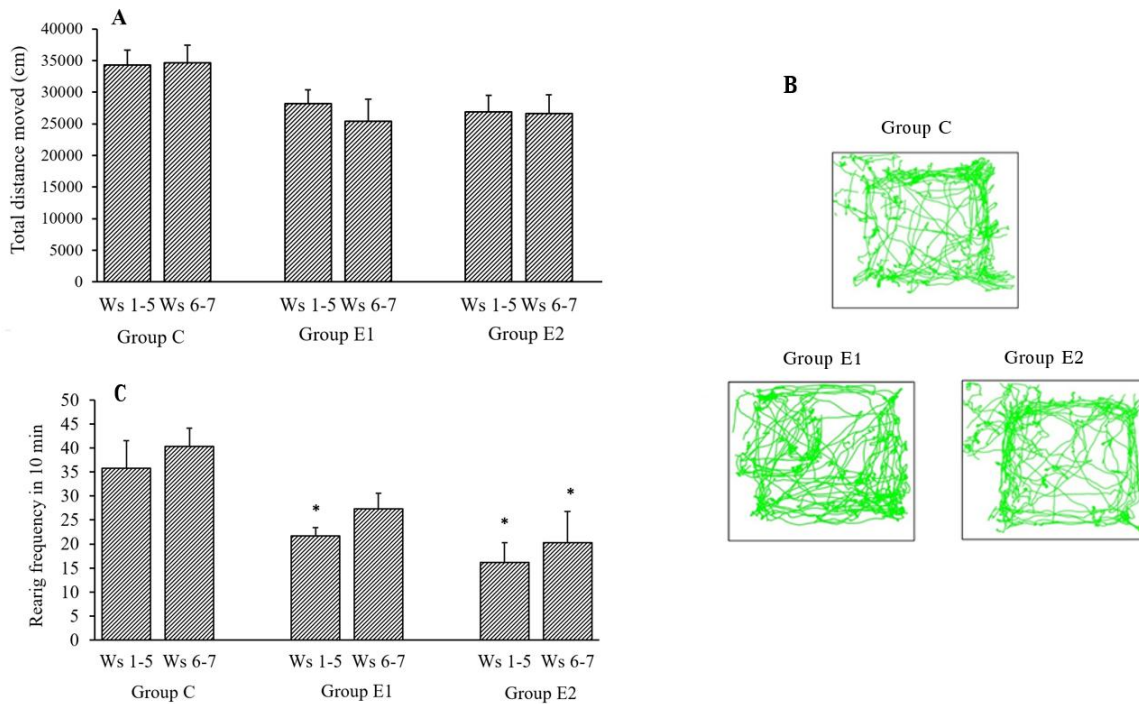 A
Total distance moved (cm)
40000
35000
30000
25000
20000
15000
10000
5000
0
Ws 1-5 Ws 6-7 Ws 1-5 Ws 6-7 Ws 1-5 Ws 6-7
Group C Group E1 Group E2
B
Group C
Group E1 Group E2
C
Rearig frequency in 10 min
50
45
40
35
30
25
20
15
10
5
0
* * *
Ws 1-5 Ws 6-7 Ws 1-5 Ws 6-7 Ws 1-5 Ws 6-7
Group C Group E1 Group E2